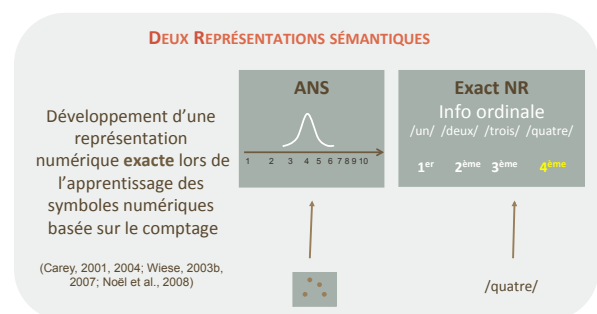 DEUX REPRÉSENTATIONS SÉMANTIQUES
Développement d'une
représentation
numérique exacte lors de
l'apprentissage des
symboles numériques
basée sur le comptage
(Carey, 2001, 2004; Wiese, 2003b,
2007; Noël et al., 2008)
ANS
1 2 3 4 5 6 7 8 9 10
Exact NR
Info ordinale
/un/ /deux/ /trois/ /quatre/
1er 2ème 3ème 4ème
/quatre/